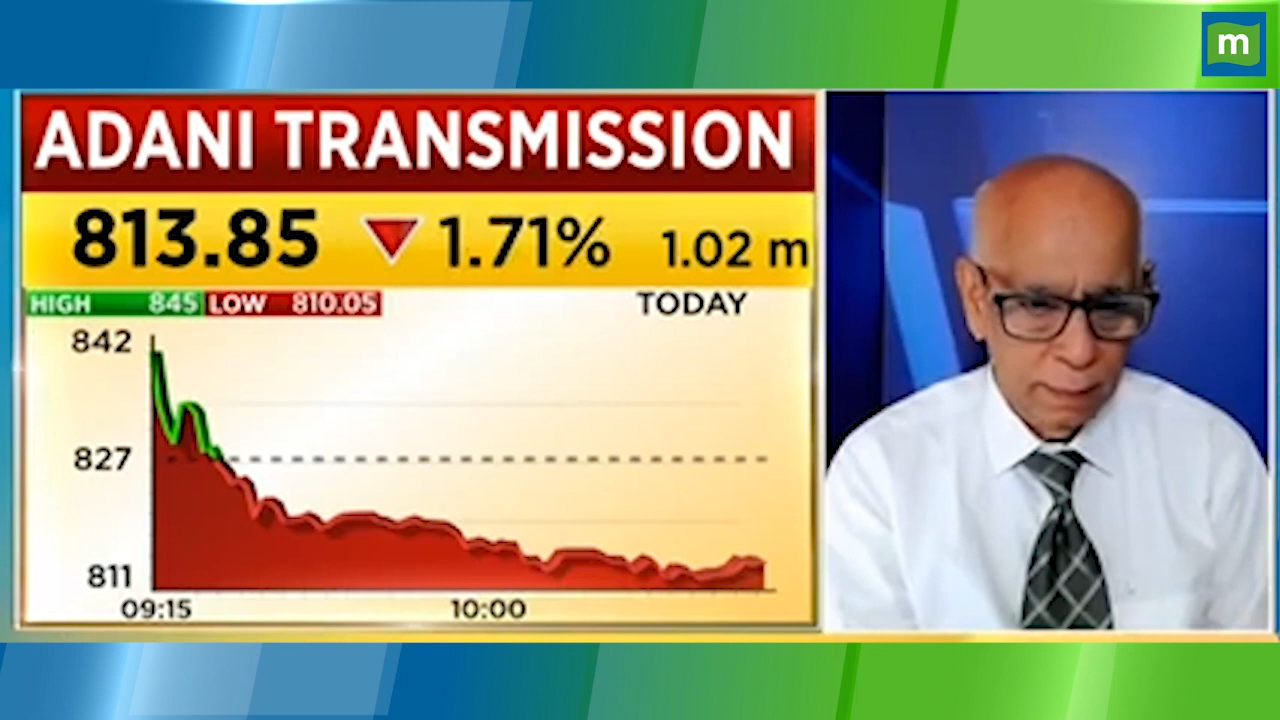 m
ADANI TRANSMISSION
813.85 ▼ 1.71% 1.02 m
HIGH 845 LOW 810.05 TODAY
842
827
811
09:15 10:00